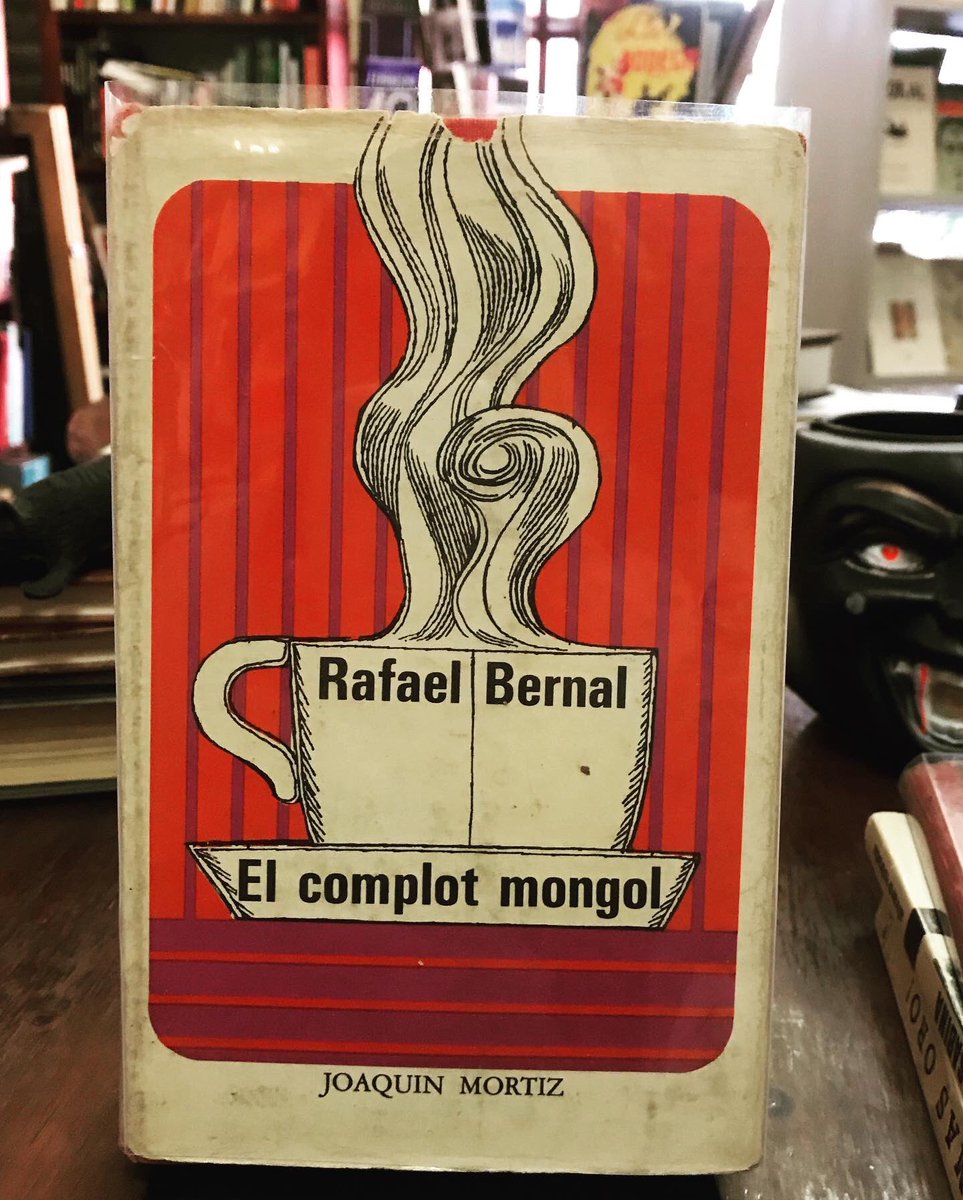 Rafael Bernal
El complot mongol
JOAQUIN MORTIZ